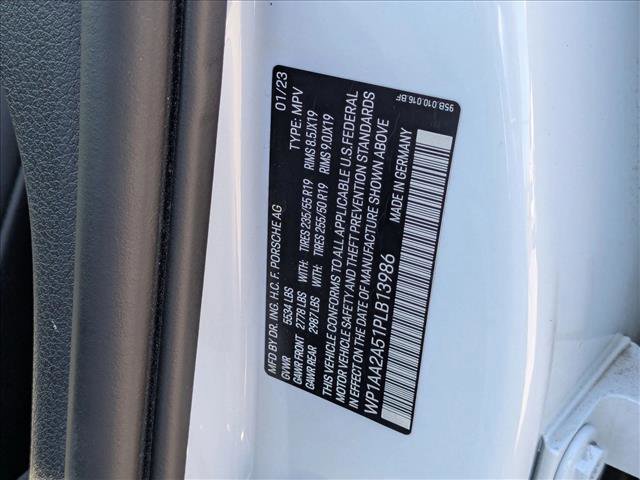 MFD BY DR. ING. H.C. F. PORSCHE AG 01/23
GVWR 5534 LBS TYPE: MPV
GAWR FRONT 2778 LBS WITH: TIRES 235/55 R19 RIMS 8.5JX19
GAWR REAR 2987 LBS WITH: TIRES 255/50 R19 RIMS 9.0JX19
THIS VEHICLE CONFORMS TO ALL APPLICABLE U.S. FEDERAL
MOTOR VEHICLE SAFETY AND THEFT PREVENTION STANDARDS
IN EFFECT ON THE DATE OF MANUFACTURE SHOWN ABOVE
WP1AA2A51PLB13986 MADE IN GERMANY
95B.010.016.BF